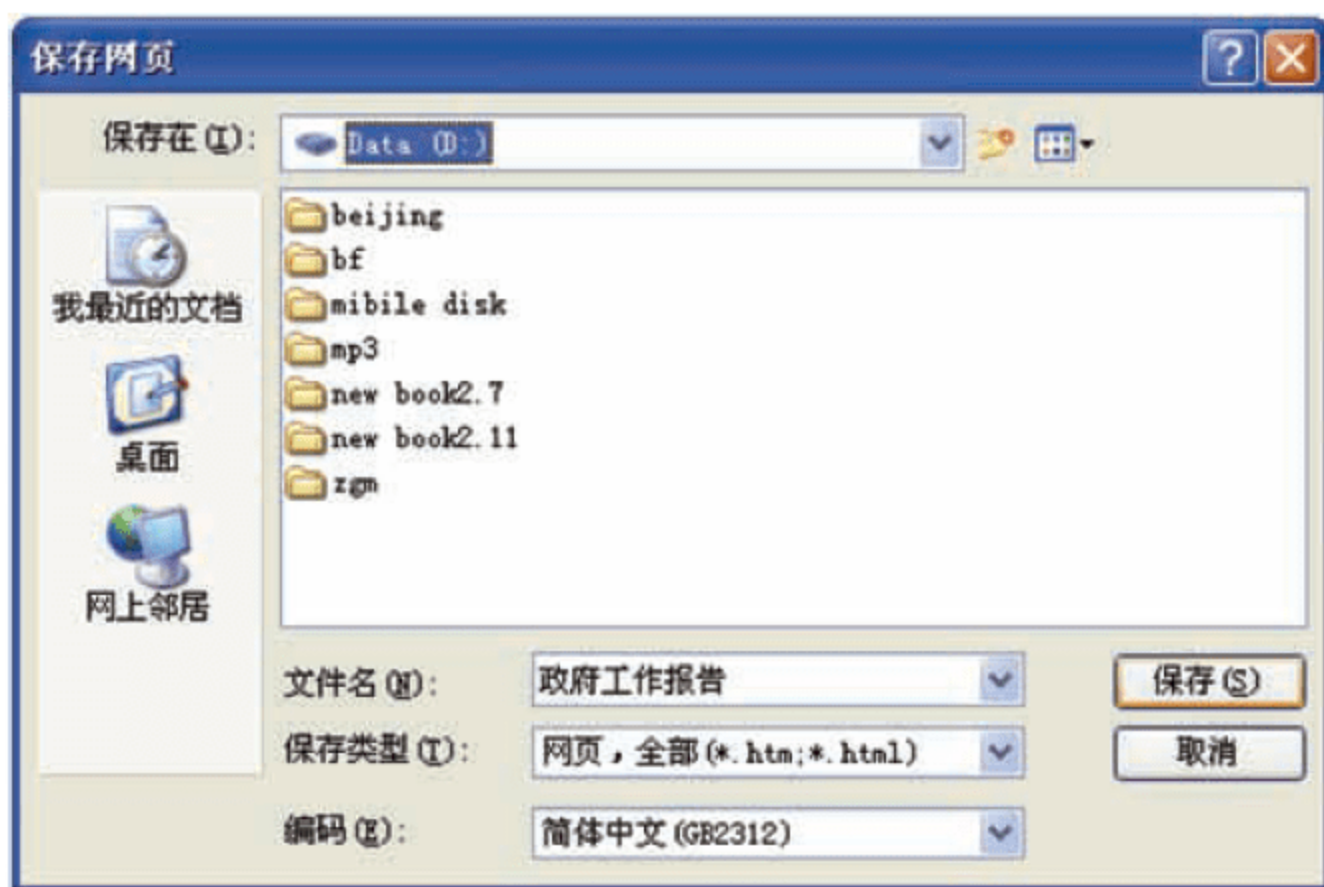 保存网页
保存在(I):
Data (D:)
我最近的文档
桌面
网上邻居
beijing
bf
mibile disk
mp3
new book2.7
new book2.11
zgm
文件名(N):
政府工作报告
保存(S)
保存类型(T):
网页，全部(*.htm;*.html)
取消
编码(E):
简体中文(GB2312)